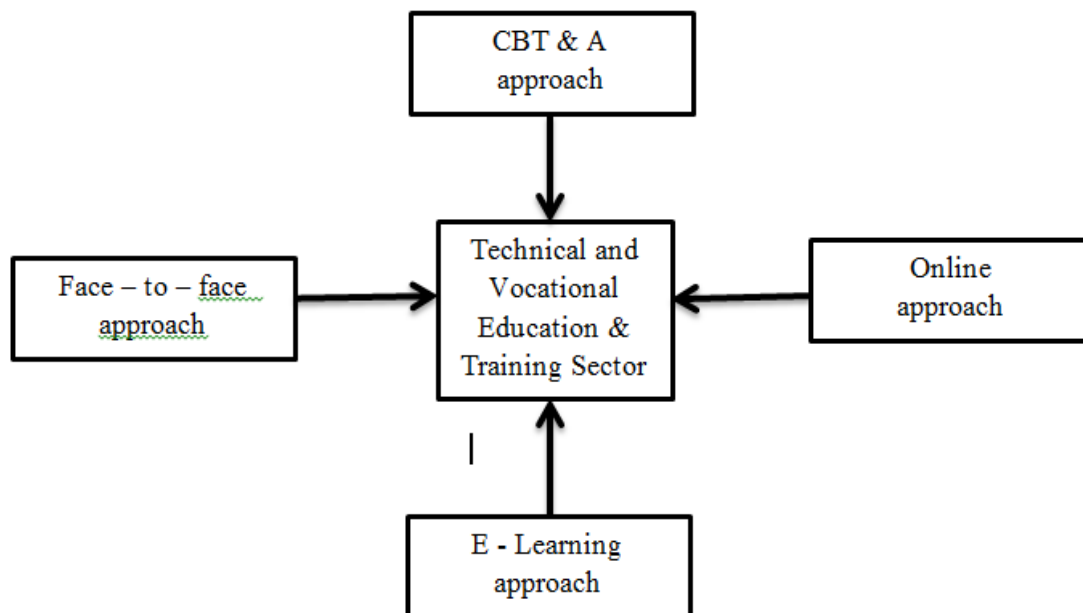 CBT & A
approach
Technical and
Vocational
Education &
Training Sector
Face – to – face
approach
Online
approach
E - Learning
approach